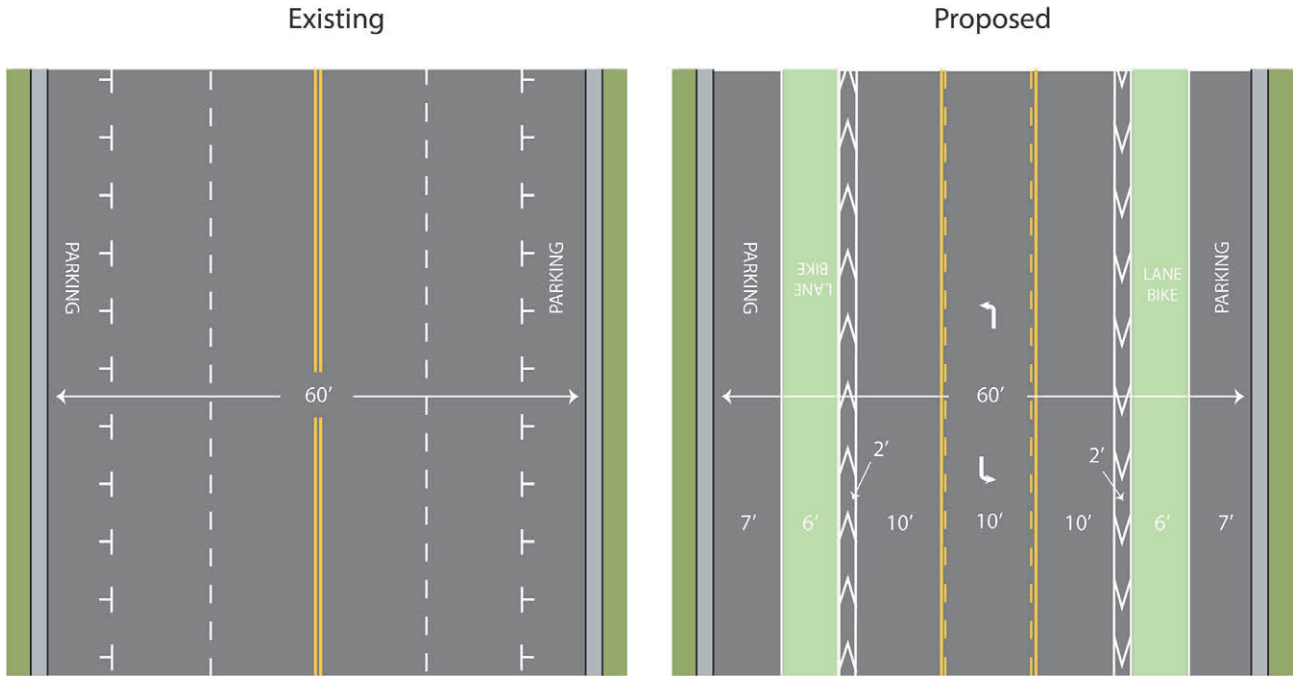 Existing
PARKING
PARKING
60’
Proposed
PARKING
BIKE
LANE
LANE
BIKE
PARKING
60’
2’
2’
7’
6’
10’
10’
10’
6’
7’